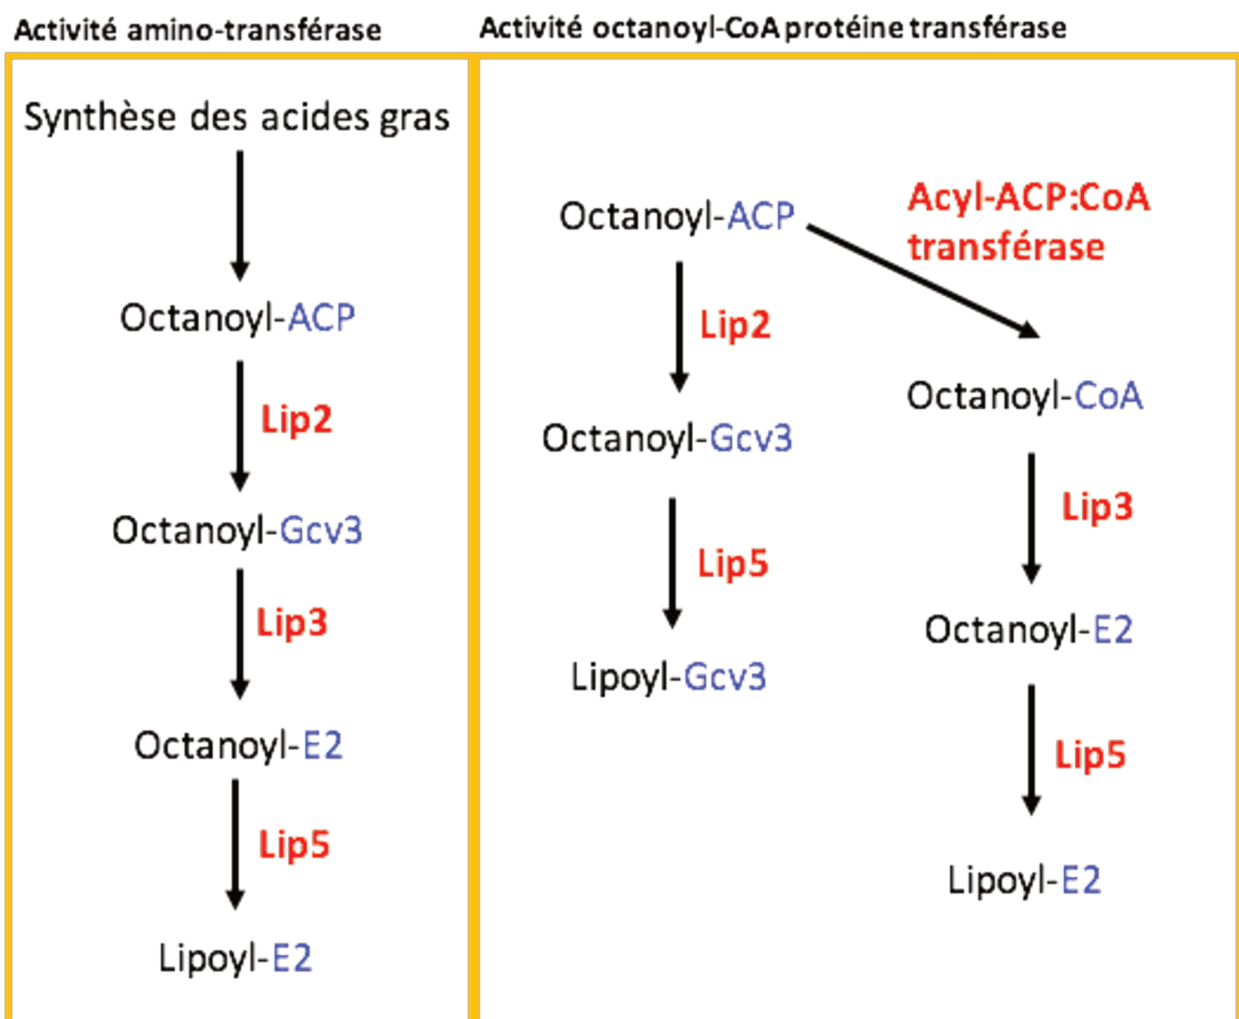 Activité amino-transférase
Synthèse des acides gras
Octanoyl-ACP
Lip2
Octanoyl-Gcv3
Lip3
Octanoyl-E2
Lip5
Lipoyl-E2
Activité octanoyl-CoA protéine transférase
Octanoyl-ACP
Acyl-ACP:CoA
transférase
Lip2
Octanoyl-Gcv3
Lip5
Lipoyl-Gcv3
Octanoyl-CoA
Lip3
Octanoyl-E2
Lip5
Lipoyl-E2